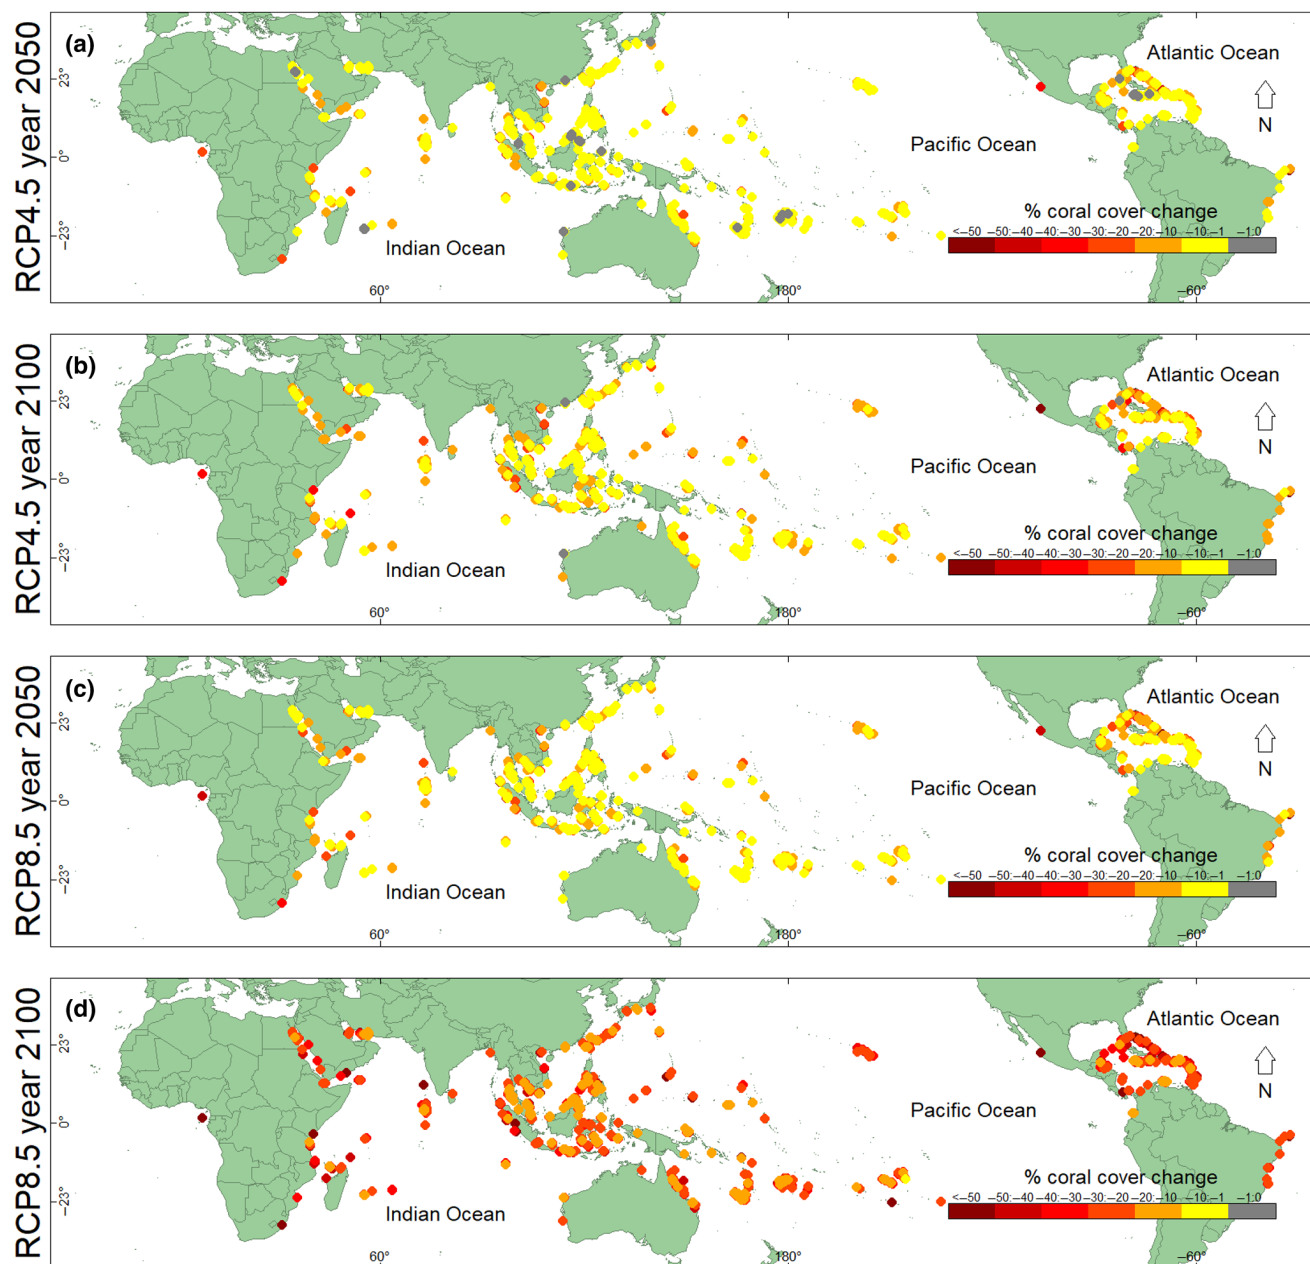 RCP4.5 year 2050
(a)
23°
0°
−23°
60°
180°
−60°
Atlantic Ocean
N
Pacific Ocean
Indian Ocean
% coral cover change
<−50 −50:−40 −40:−30 −30:−20 −20:−10 −10:−1 −1:0
RCP4.5 year 2100
(b)
23°
0°
−23°
60°
180°
−60°
Atlantic Ocean
N
Pacific Ocean
Indian Ocean
% coral cover change
<−50 −50:−40 −40:−30 −30:−20 −20:−10 −10:−1 −1:0
RCP8.5 year 2050
(c)
23°
0°
−23°
60°
180°
−60°
Atlantic Ocean
N
Pacific Ocean
Indian Ocean
% coral cover change
<−50 −50:−40 −40:−30 −30:−20 −20:−10 −10:−1 −1:0
RCP8.5 year 2100
(d)
23°
0°
−23°
60°
180°
−60°
Atlantic Ocean
N
Pacific Ocean
Indian Ocean
% coral cover change
<−50 −50:−40 −40:−30 −30:−20 −20:−10 −10:−1 −1:0